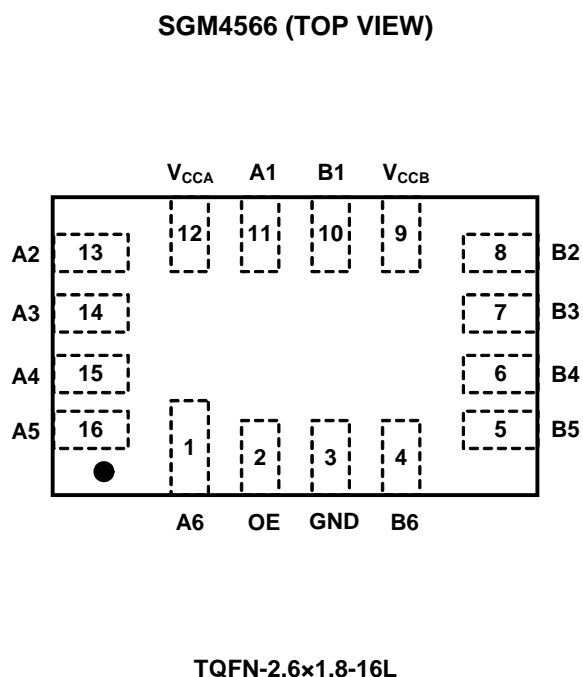 SGM4566 (TOP VIEW)
VCCA A1 B1 VCCB
12 11 10 9
A2 13 8 B2
A3 14 7 B3
A4 15 6 B4
A5 16 5 B5
1 2 3 4
A6 OE GND B6
TQFN-2.6×1.8-16L